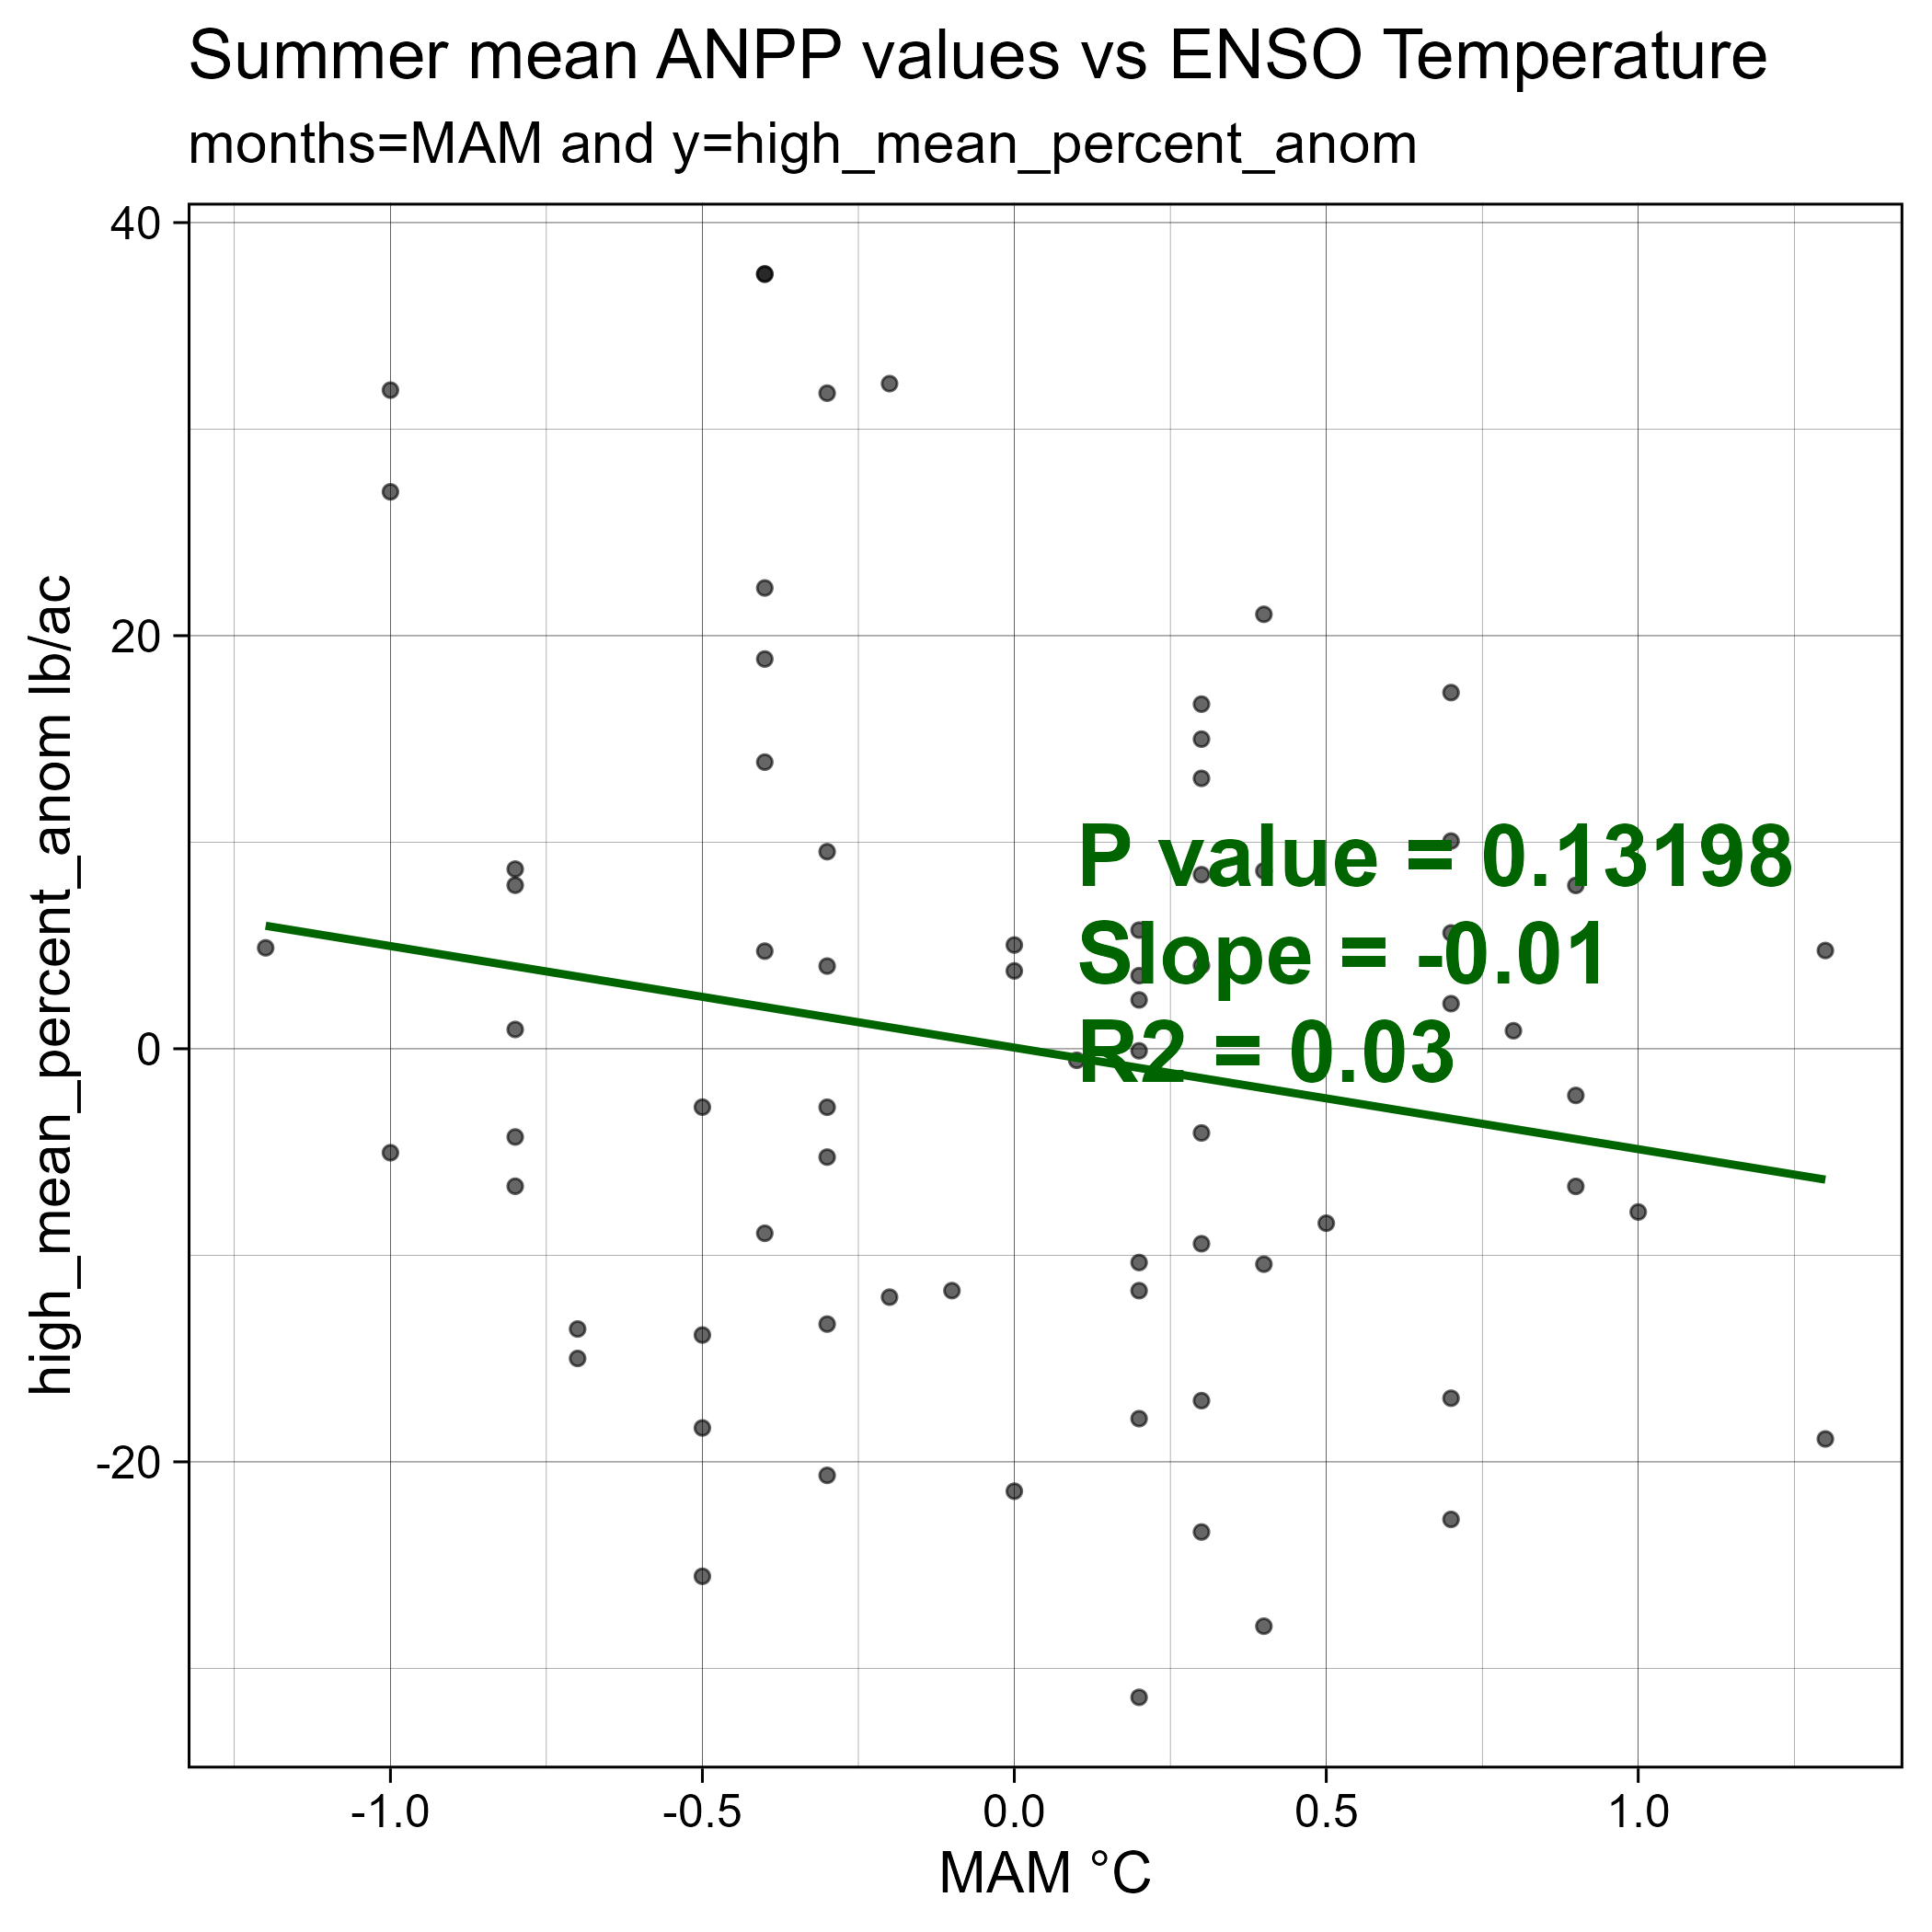 Summer mean ANPP values vs ENSO Temperature
months=MAM and y=high_mean_percent_anom
high_mean_percent_anom lb/ac
40
20
0
-20
P value = 0.13198
Slope = -0.01
R2 = 0.03
-1.0 -0.5 0.0 0.5 1.0
MAM °C